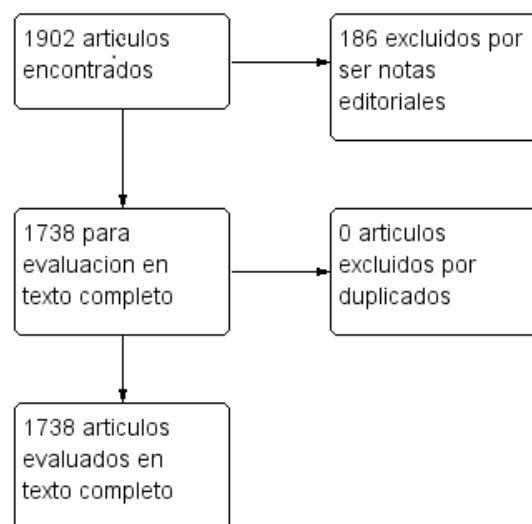 1902 articulos
encontrados
186 excluidos por
ser notas
editoriales
1738 para
evaluacion en
texto completo
0 articulos
excluidos por
duplicados
1738 articulos
evaluados en
texto completo